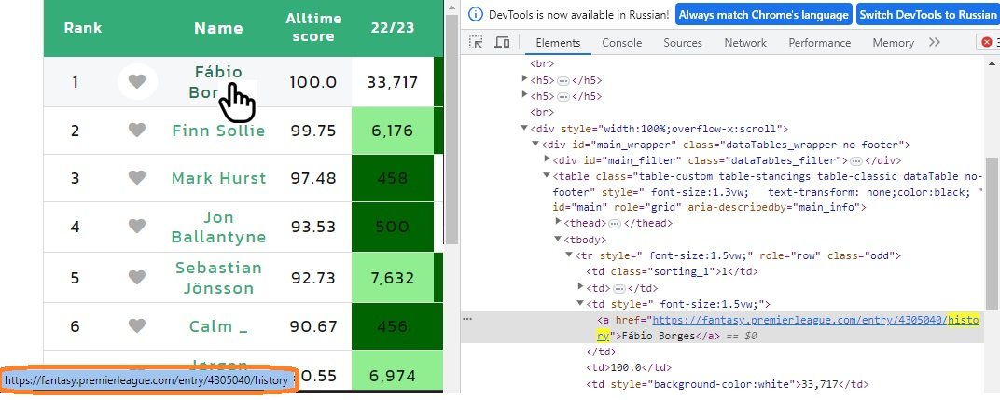 Rank Name Alltime score 22/23
1 Fábio Bor 100.0 33,717
2 Finn Sollie 99.75 6,176
3 Mark Hurst 97.48 458
4 Jon Ballantyne 93.53 500
5 Sebastian Jönsson 92.73 7,632
6 Calm _ 90.67 456
0.55 6,974
https://fantasy.premierleague.com/entry/4305040/history
DevTools is now available in Russian! Always match Chrome's language Switch DevTools to Russian
Elements Console Sources Network Performance Memory 3
<br>
<h5> … </h5>
<h5> … </h5>
<br>
<div style="width:100%;overflow-x:scroll">
<div id="main_wrapper" class="dataTables_wrapper no-footer">
<div id="main_filter" class="dataTables_filter"> … </div>
<table class="table-custom table-standings table-classic dataTable no-
footer" style=" font-size:1.3vw; text-transform: none;color:black; "
id="main" role="grid" aria-describedby="main_info">
<thead> … </thead>
<tbody>
<tr style=" font-size:1.5vw;" role="row" class="odd">
<td class="sorting_1">1</td>
<td> … </td>
<td style=" font-size:1.5vw;">
… <a href="https://fantasy.premierleague.com/entry/4305040/histo
ry">Fábio Borges</a> == $0
</td>
<td>100.0</td>
<td style="background-color:white">33,717</td>